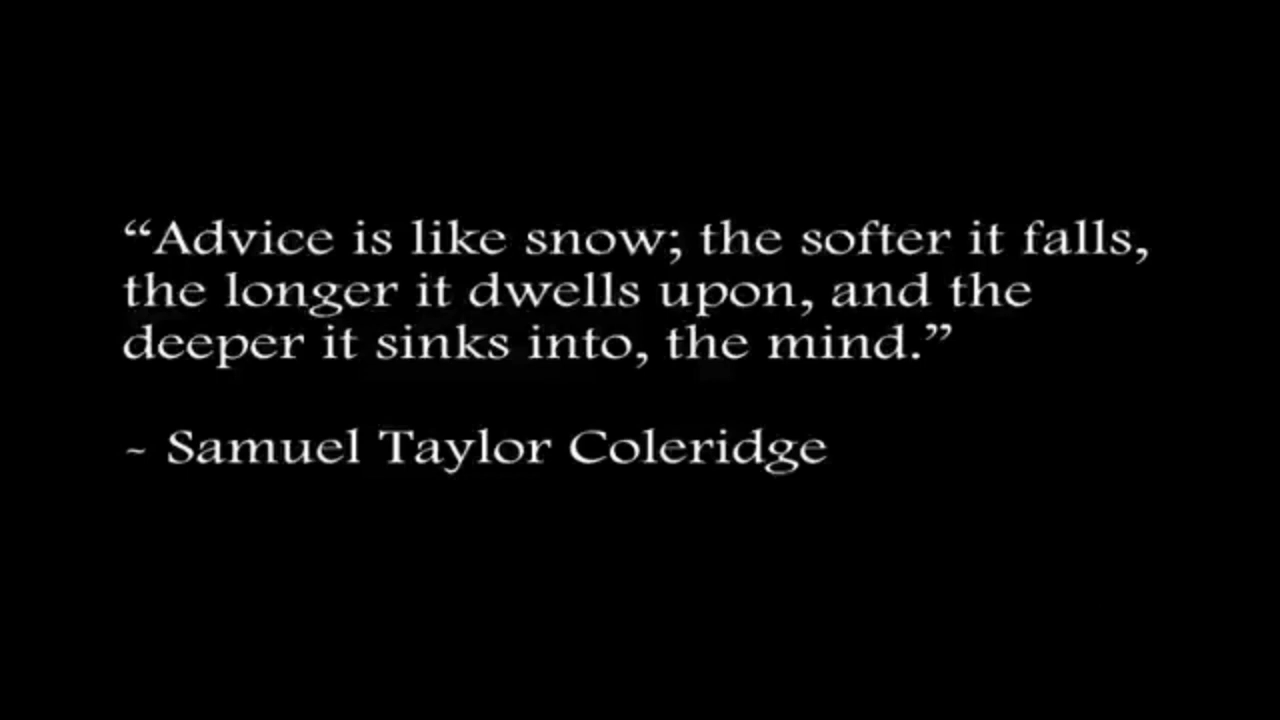 “Advice is like snow; the softer it falls,
the longer it dwells upon, and the
deeper it sinks into, the mind.”
~ Samuel Taylor Coleridge